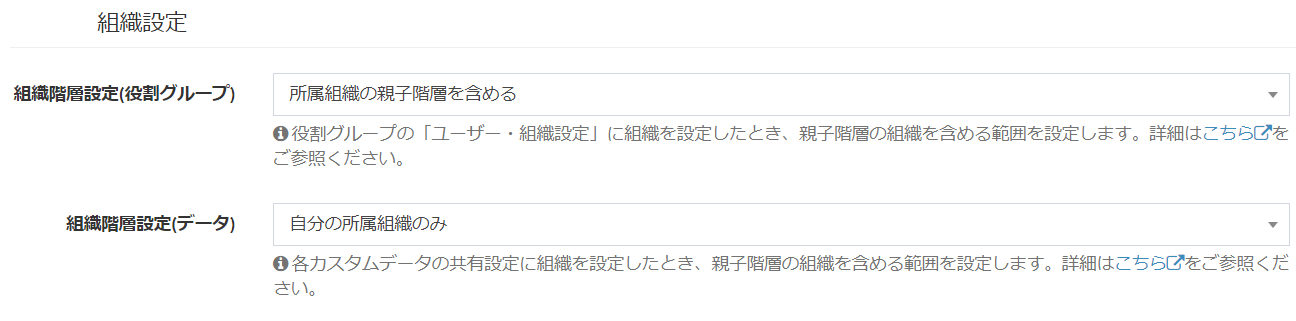 組織設定
組織階層設定(役割グループ)
所属組織の親子階層を含める
役割グループの「ユーザー・組織設定」に組織を設定したとき、親子階層の組織を含める範囲を設定します。詳細はこちらを
ご参照ください。
組織階層設定(データ)
自分の所属組織のみ
各カスタムデータの共有設定に組織を設定したとき、親子階層の組織を含める範囲を設定します。詳細はこちらをご参照くだ
さい。